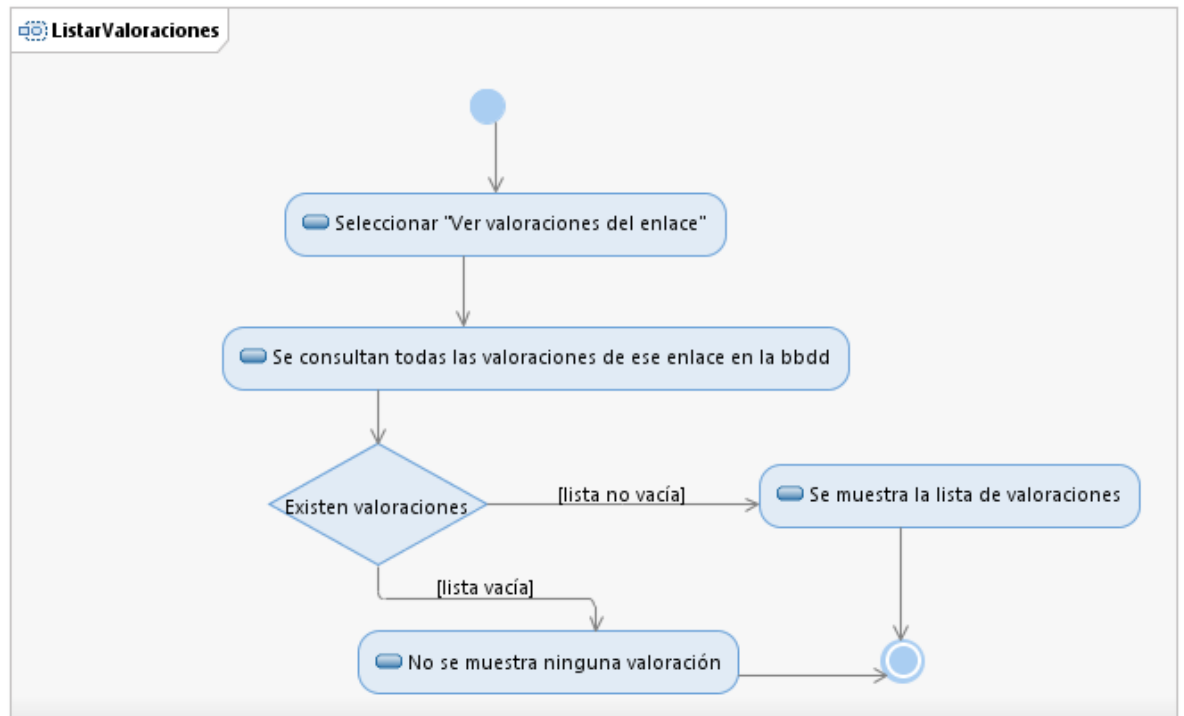 ListarValoraciones
Seleccionar "Ver valoraciones del enlace"
Se consultan todas las valoraciones de ese enlace en la bbdd
Existen valoraciones
[lista no vacía]
Se muestra la lista de valoraciones
[lista vacía]
No se muestra ninguna valoración